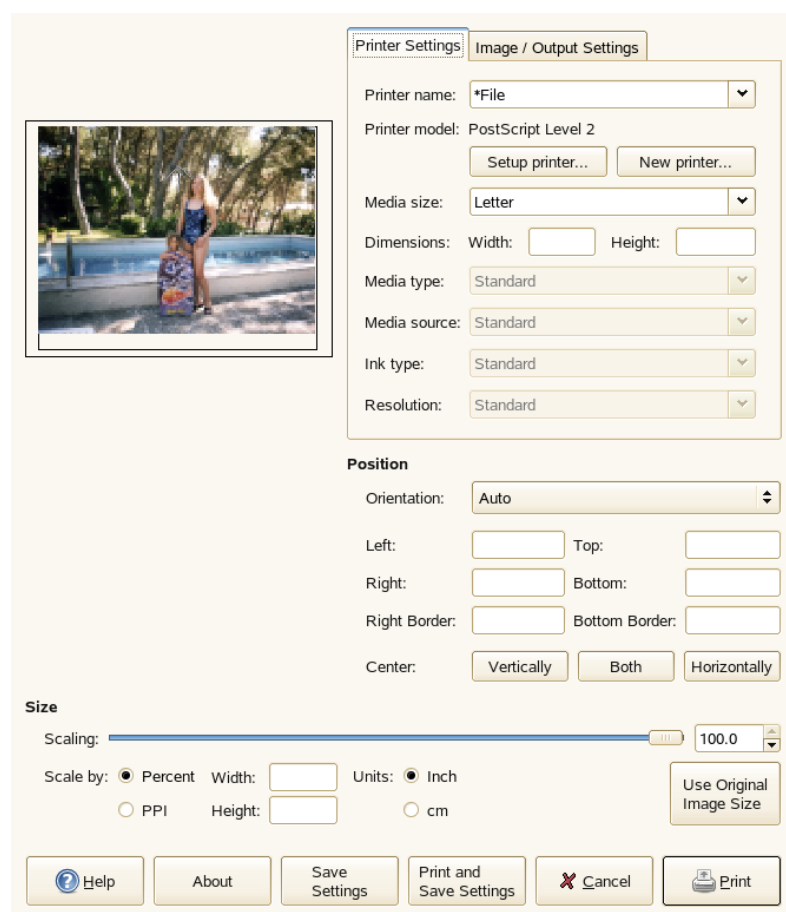 Printer Settings Image / Output Settings
Printer name: *File
Printer model: PostScript Level 2
Setup printer... New printer...
Media size: Letter
Dimensions: Width: Height:
Media type: Standard
Media source: Standard
Ink type: Standard
Resolution: Standard
Position
Orientation: Auto
Left: Top:
Right: Bottom:
Right Border: Bottom Border:
Center: Vertically Both Horizontally
Size
Scaling: 100.0
Scale by: Percent Width: Units: Inch
PPI Height: cm
Use Original
Image Size
Help About Save
Settings Print and
Save Settings Cancel Print